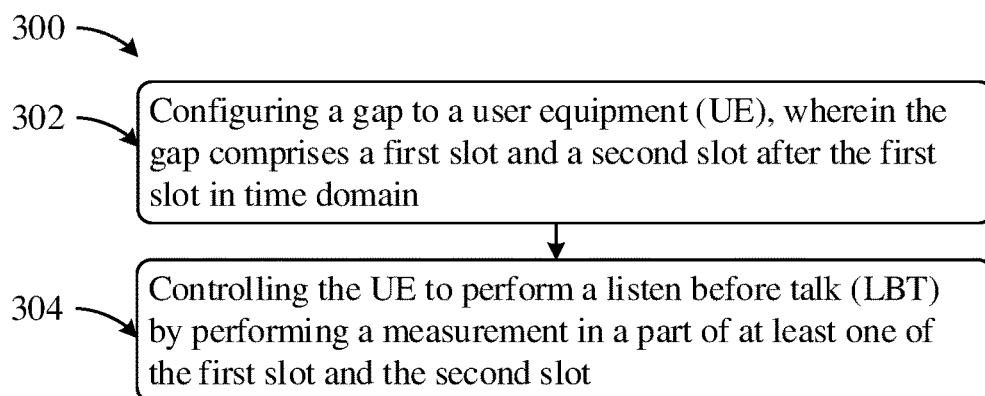 300
302
Configuring a gap to a user equipment (UE), wherein the
gap comprises a first slot and a second slot after the first
slot in time domain
304
Controlling the UE to perform a listen before talk (LBT)
by performing a measurement in a part of at least one of
the first slot and the second slot